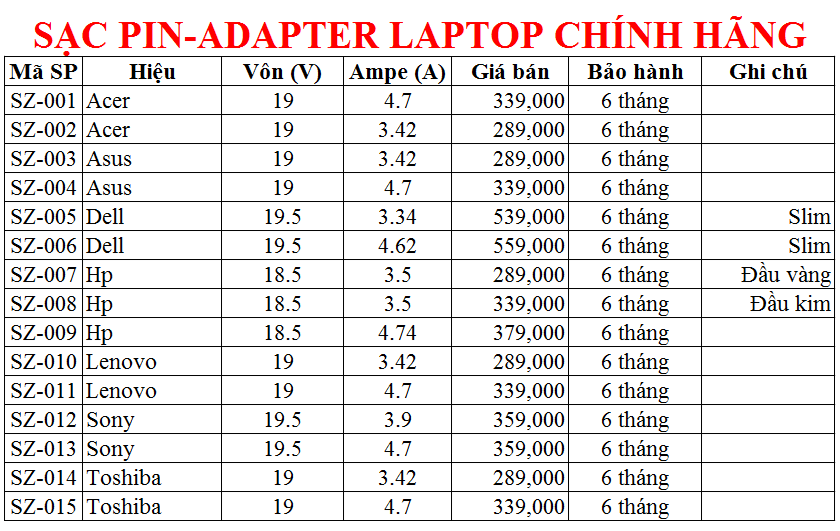 SẠC PIN-ADAPTER LAPTOP CHÍNH HÃNG
Mã SP Hiệu Vôn (V) Ampe (A) Giá bán Bảo hành Ghi chú
SZ-001 Acer 19 4.7 339,000 6 tháng
SZ-002 Acer 19 3.42 289,000 6 tháng
SZ-003 Asus 19 3.42 289,000 6 tháng
SZ-004 Asus 19 4.7 339,000 6 tháng
SZ-005 Dell 19.5 3.34 539,000 6 tháng Slim
SZ-006 Dell 19.5 4.62 559,000 6 tháng Slim
SZ-007 Hp 18.5 3.5 289,000 6 tháng Đầu vàng
SZ-008 Hp 18.5 3.5 339,000 6 tháng Đầu kim
SZ-009 Hp 18.5 4.74 379,000 6 tháng
SZ-010 Lenovo 19 3.42 289,000 6 tháng
SZ-011 Lenovo 19 4.7 339,000 6 tháng
SZ-012 Sony 19.5 3.9 359,000 6 tháng
SZ-013 Sony 19.5 4.7 359,000 6 tháng
SZ-014 Toshiba 19 3.42 289,000 6 tháng
SZ-015 Toshiba 19 4.7 339,000 6 tháng